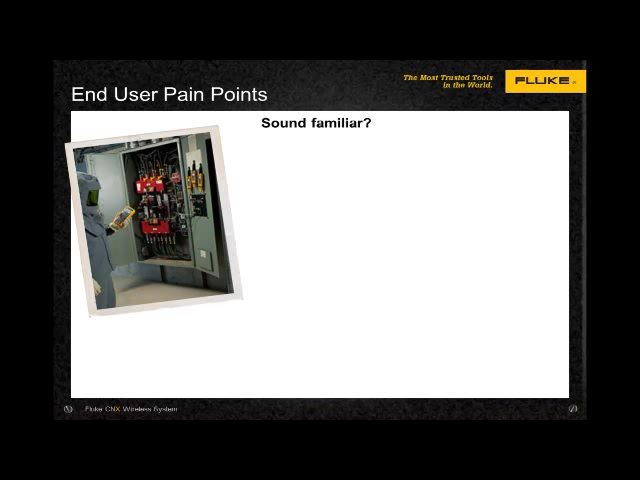 The Most Trusted Tools
in the World.
FLUKE®
End User Pain Points
Sound familiar?
Fluke CNX Wireless System